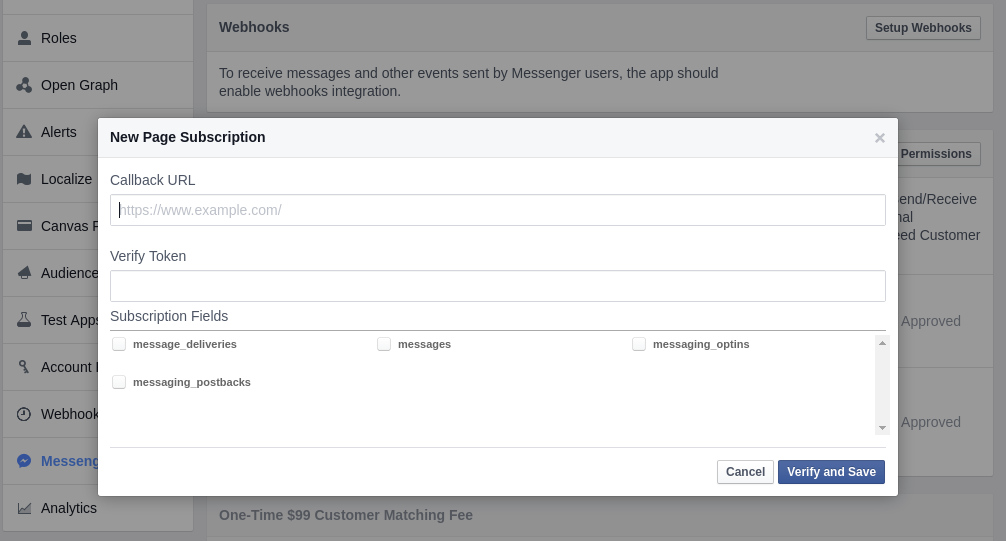 Roles
Open Graph
Alerts
Localize
Canvas P
Audience
Test Apps
Account
Webhook
Messeng
Analytics
Webhooks
Setup Webhooks
To receive messages and other events sent by Messenger users, the app should
enable webhooks integration.
Permissions
end/Receive
nal
eed Customer
Approved
Approved
One-Time $99 Customer Matching Fee
New Page Subscription
×
Callback URL
https://www.example.com/
Verify Token
Subscription Fields
message_deliveries
messages
messaging_optins
messaging_postbacks
Cancel
Verify and Save